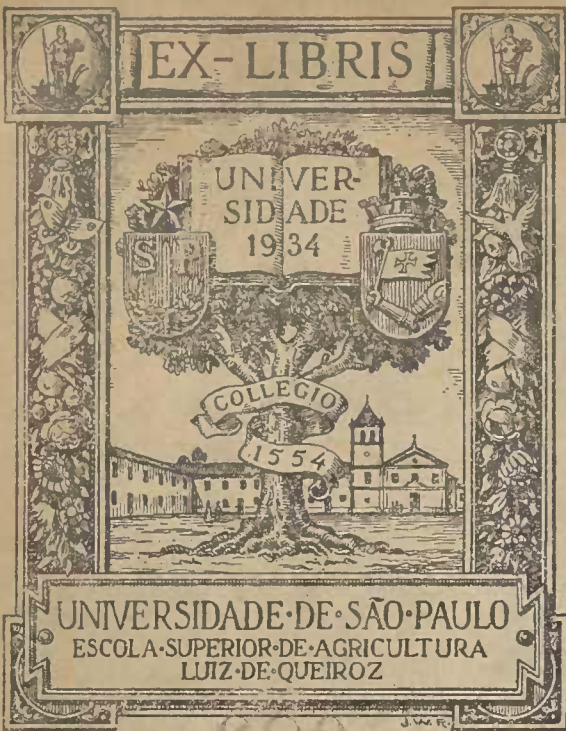 EX-LIBRIS
UNIVER-
SIDADE
1934
S P
COLLEGIO
1554
UNIVERSIDADE·DE·SÃO·PAULO
ESCOLA·SUPERIOR·DE·AGRICULTURA
LUIZ·DE·QUEIROZ
J.W.R.